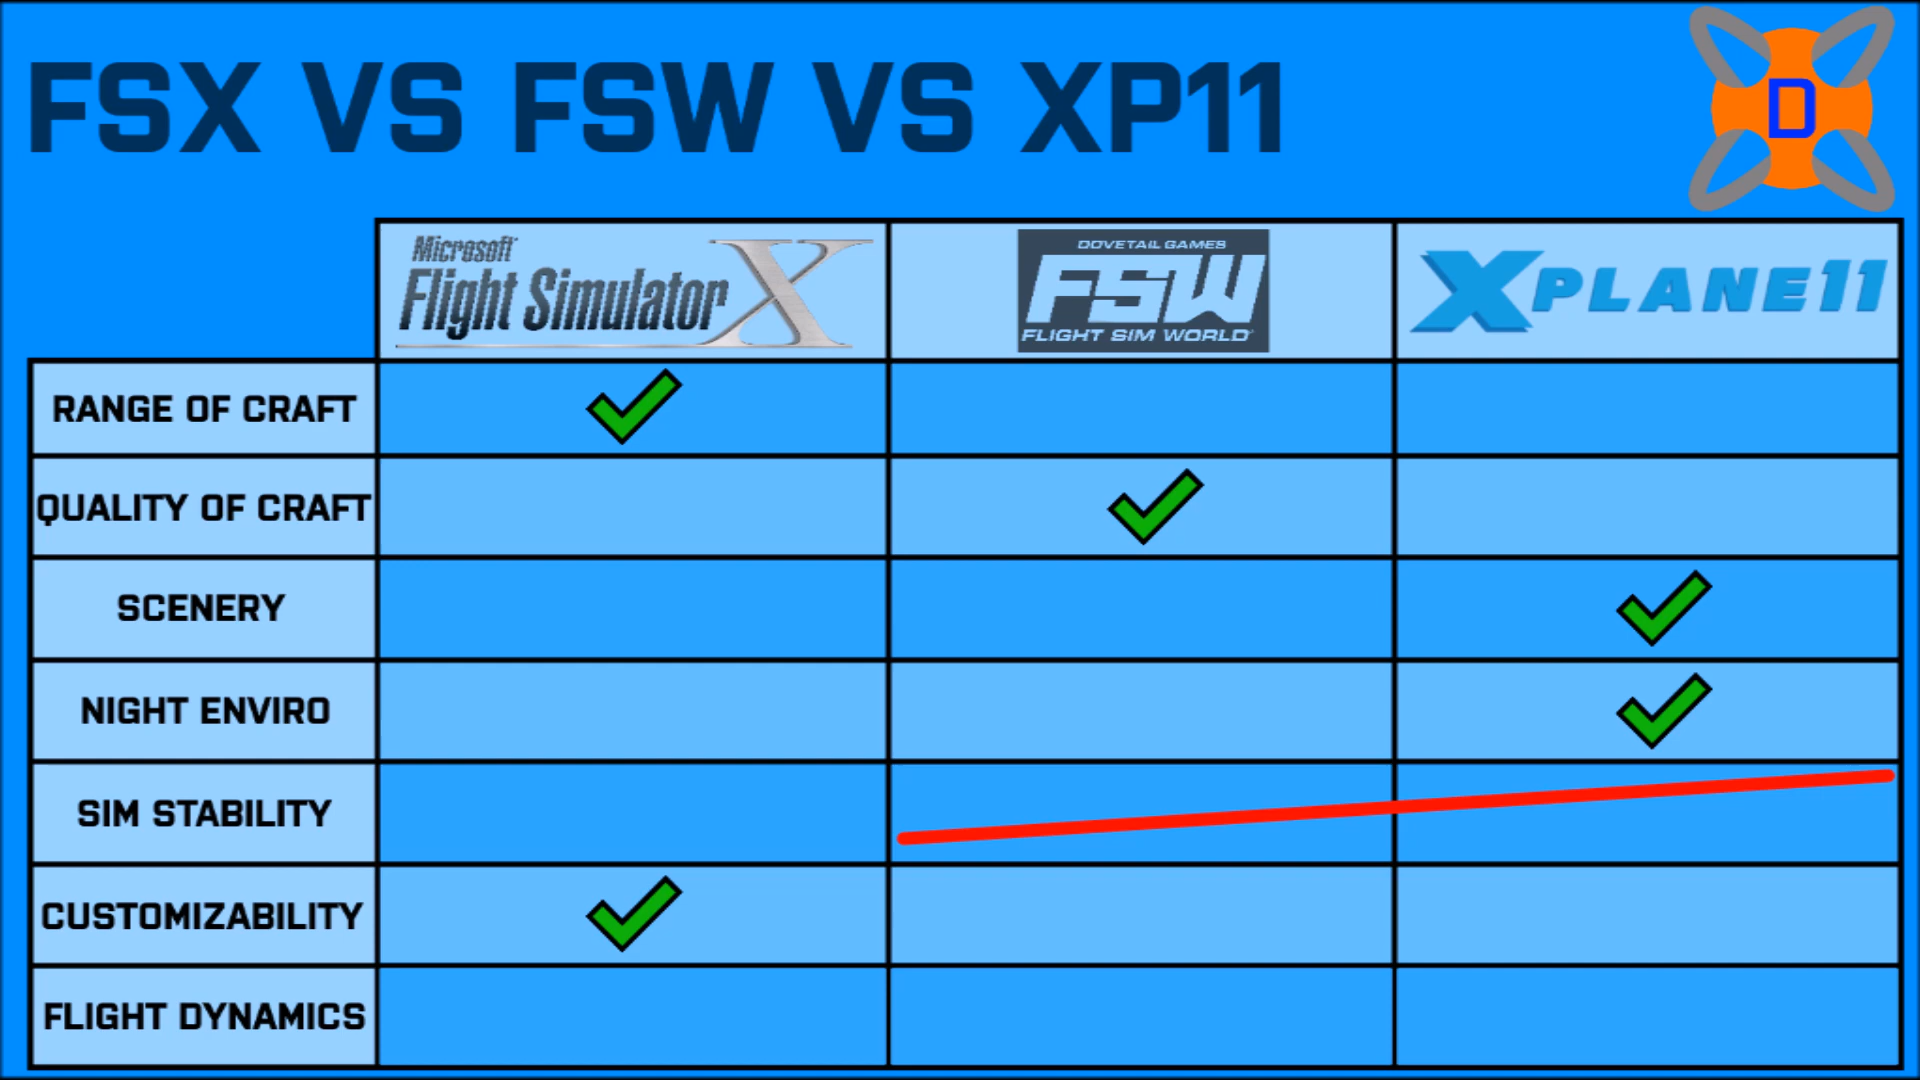 FSX VS FSW VS XP11
D
Microsoft
Flight Simulator X
DOVETAIL GAMES
FSW
FLIGHT SIM WORLD
XPLANE11
RANGE OF CRAFT
QUALITY OF CRAFT
SCENERY
NIGHT ENVIRO
SIM STABILITY
CUSTOMIZABILITY
FLIGHT DYNAMICS